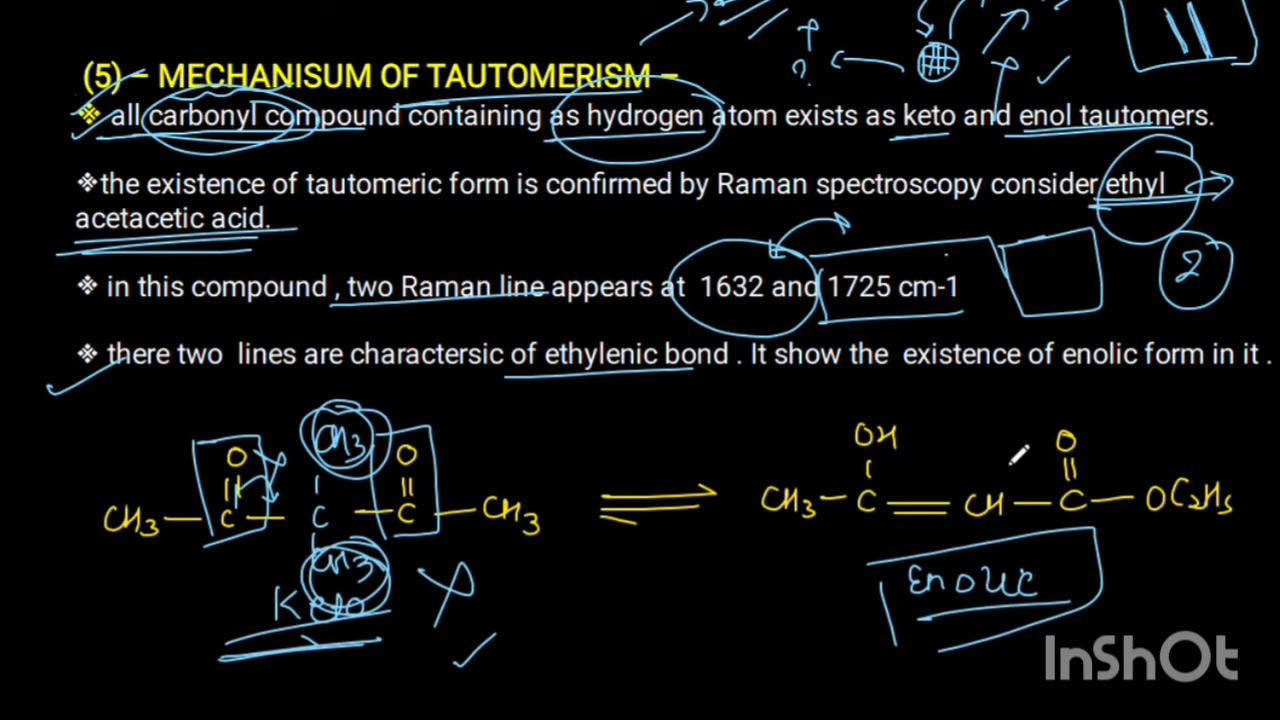 (5) – MECHANISUM OF TAUTOMERISM –
❖ all carbonyl compound containing as hydrogen atom exists as keto and enol tautomers.
❖the existence of tautomeric form is confirmed by Raman spectroscopy consider ethyl
acetacetic acid.
❖ in this compound , two Raman line appears at 1632 and 1725 cm-1
2
❖ there two lines are charactersic of ethylenic bond . It show the existence of enolic form in it .
CH3 OH O
O O
CH3 – C – C – C – CH3 ⇌ CH3 – C = CH – C – OC2H5
CH3
Keto
Enolic
InShOt